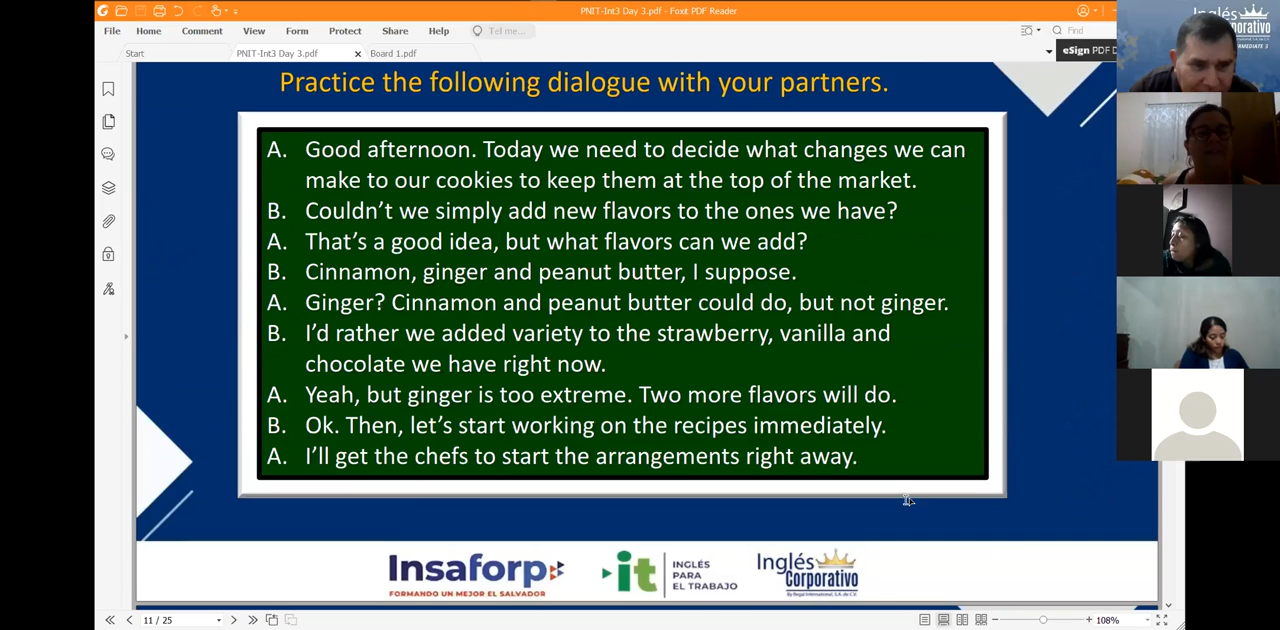 PNIT-Int3 Day 3.pdf - Foxit PDF Reader
File Home Comment View Form Protect Share Help Tell me... Find
Start PNIT-Int3 Day 3.pdf Board 1.pdf eSign PDF D
Inglés
Corporativo
Practice the following dialogue with your partners.
A. Good afternoon. Today we need to decide what changes we can
make to our cookies to keep them at the top of the market.
B. Couldn't we simply add new flavors to the ones we have?
A. That's a good idea, but what flavors can we add?
B. Cinnamon, ginger and peanut butter, I suppose.
A. Ginger? Cinnamon and peanut butter could do, but not ginger.
B. I'd rather we added variety to the strawberry, vanilla and
chocolate we have right now.
A. Yeah, but ginger is too extreme. Two more flavors will do.
B. Ok. Then, let's start working on the recipes immediately.
A. I'll get the chefs to start the arrangements right away.
Insaforp
FORMANDO UN MEJOR EL SALVADOR
it
INGLÉS
PARA
EL TRABAJO
Inglés
Corporativo
By Regal International, S.A. de C.V.
11 / 25
108%